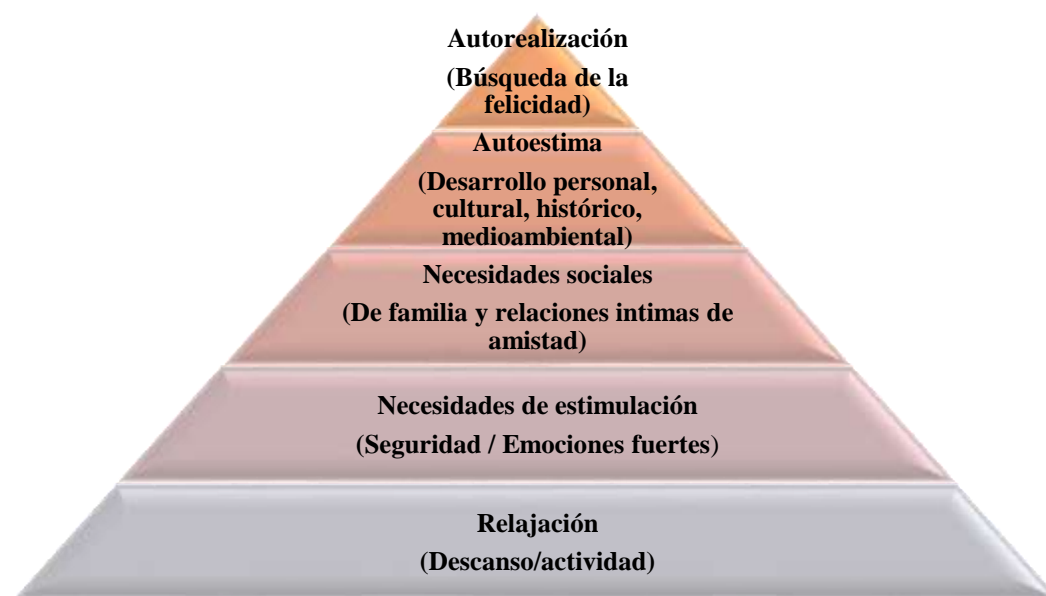 Autorealización
(Búsqueda de la
felicidad)
Autoestima
(Desarrollo personal,
cultural, histórico,
medioambiental)
Necesidades sociales
(De familia y relaciones intimas de
amistad)
Necesidades de estimulación
(Seguridad / Emociones fuertes)
Relajación
(Descanso/actividad)